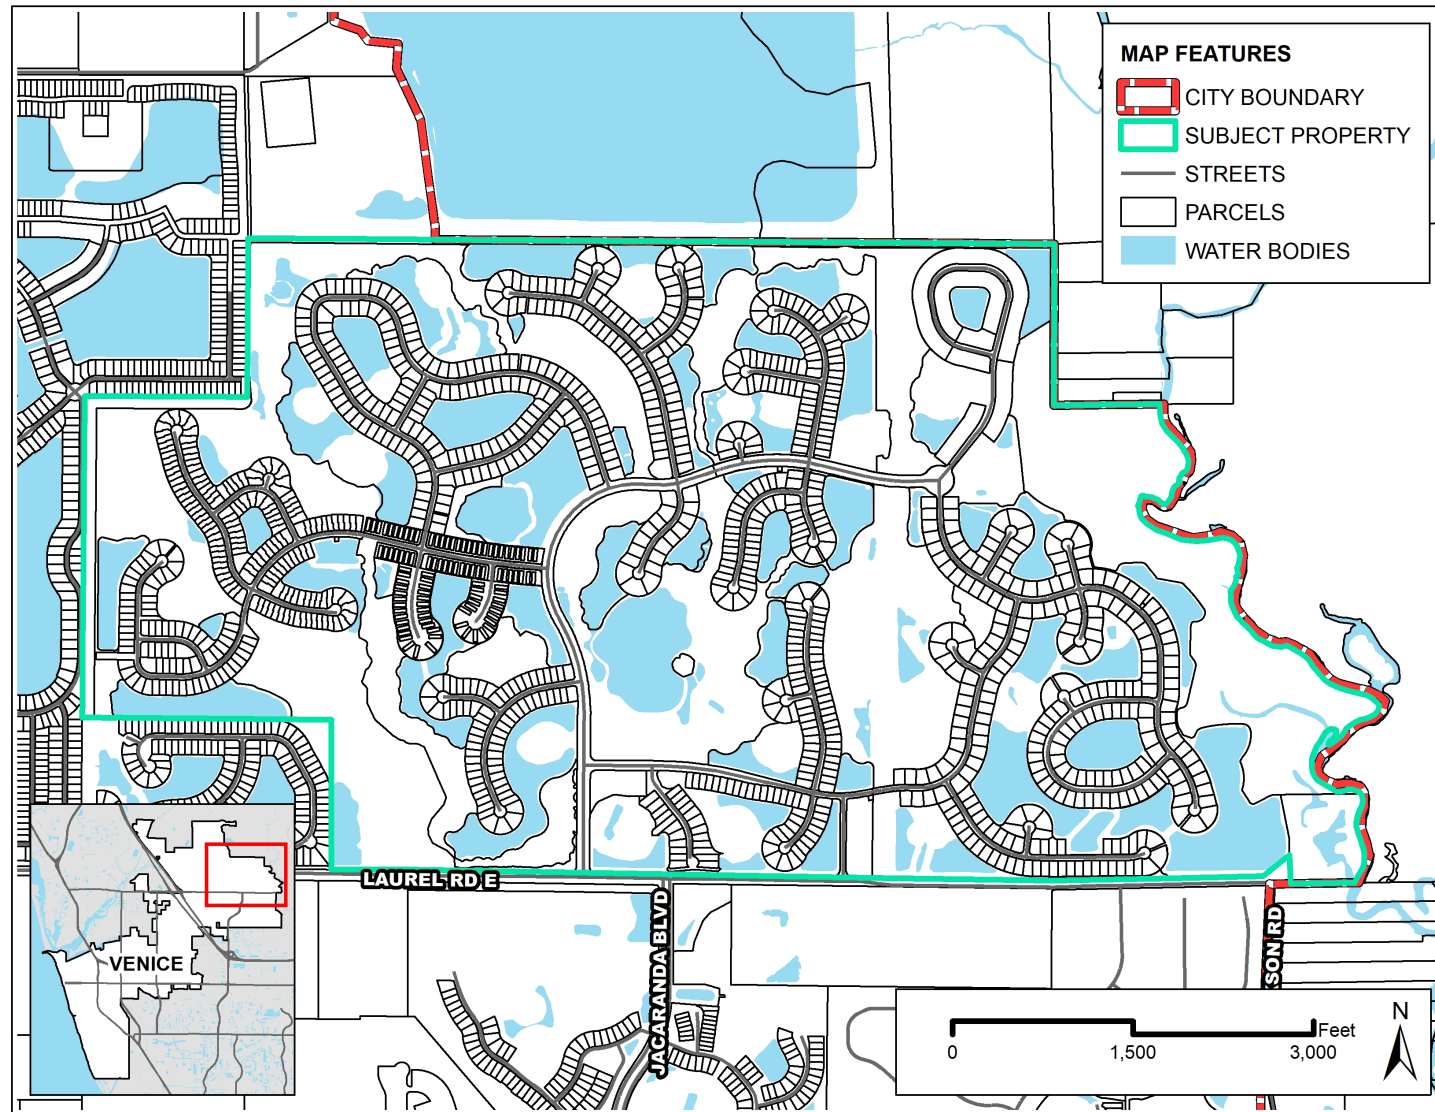 MAP FEATURES
CITY BOUNDARY
SUBJECT PROPERTY
STREETS
PARCELS
WATER BODIES
LAUREL RD E
JACARANDA BLVD
SON RD
VENICE
Feet
0
1,500
3,000
N